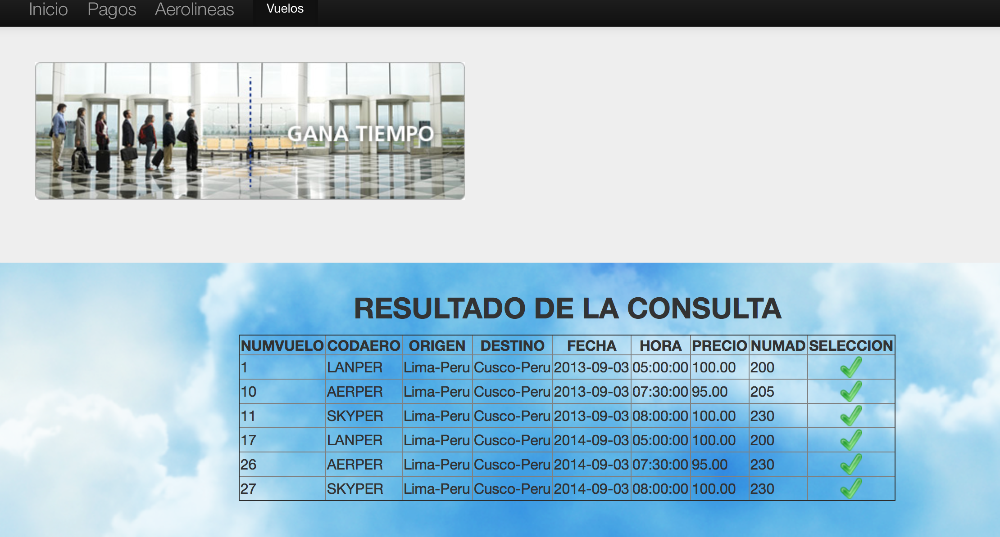 Inicio Pagos Aerolineas Vuelos
GANA TIEMPO
RESULTADO DE LA CONSULTA
NUMVUELO CODAERO ORIGEN DESTINO FECHA HORA PRECIO NUMAD SELECCION
1 LANPER Lima-Peru Cusco-Peru 2013-09-03 05:00:00 100.00 200
10 AERPER Lima-Peru Cusco-Peru 2013-09-03 07:30:00 95.00 205
11 SKYPER Lima-Peru Cusco-Peru 2013-09-03 08:00:00 100.00 230
17 LANPER Lima-Peru Cusco-Peru 2014-09-03 05:00:00 100.00 200
26 AERPER Lima-Peru Cusco-Peru 2014-09-03 07:30:00 95.00 230
27 SKYPER Lima-Peru Cusco-Peru 2014-09-03 08:00:00 100.00 230